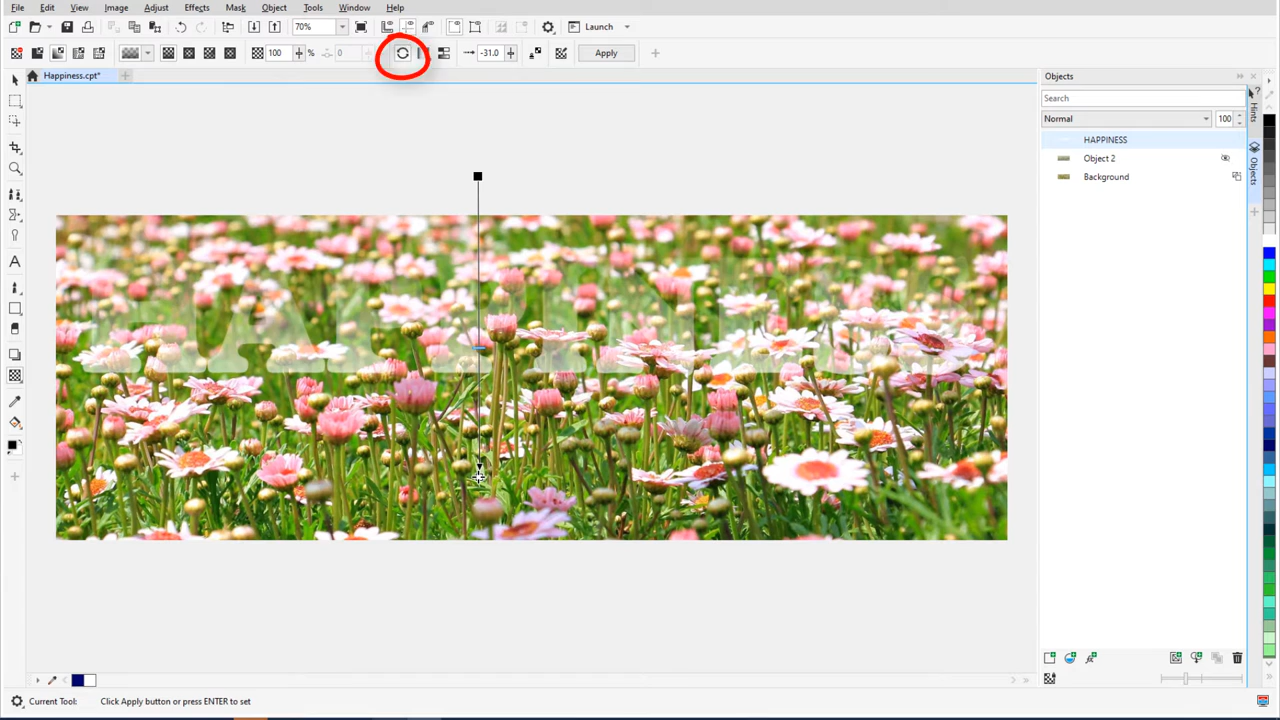 File Edit View Image Adjust Effects Mask Object Tools Window Help
70% Launch
100 % 0 -31.0 Apply
Happiness.cpt*
Objects
Search
Normal 100
HAPPINESS
Object 2
Background
Hints
Objects
HAPPINESS
Current Tool: Click Apply button or press ENTER to set